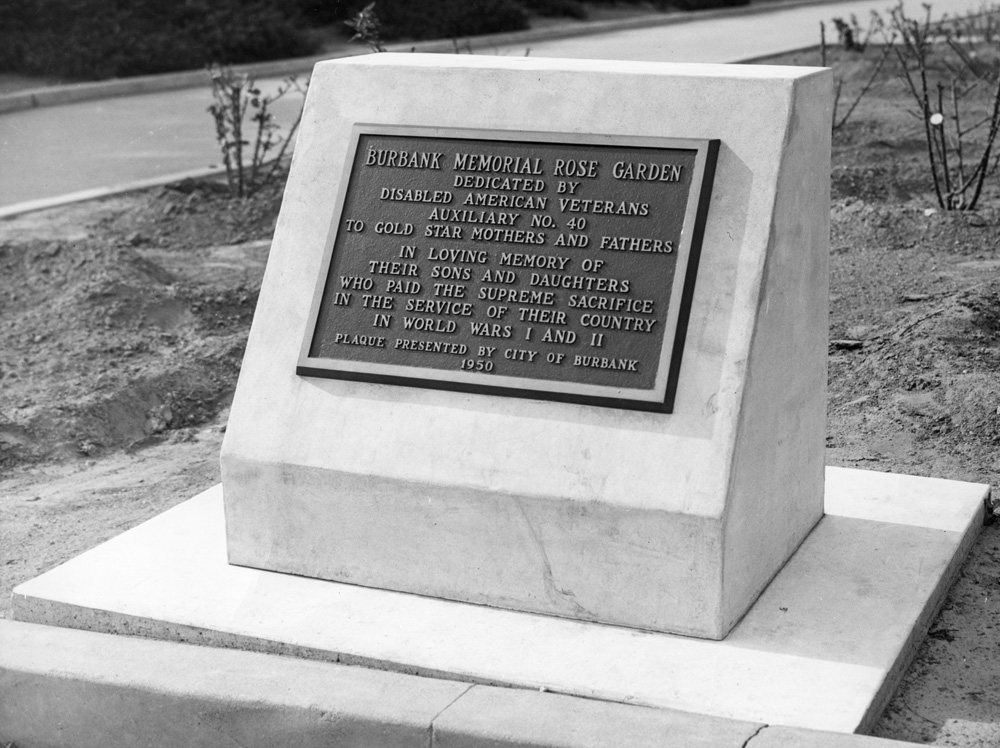 BURBANK MEMORIAL ROSE GARDEN
DEDICATED BY
DISABLED AMERICAN VETERANS
AUXILIARY NO. 40
TO GOLD STAR MOTHERS AND FATHERS
IN LOVING MEMORY OF
THEIR SONS AND DAUGHTERS
WHO PAID THE SUPREME SACRIFICE
IN THE SERVICE OF THEIR COUNTRY
IN WORLD WARS I AND II
PLAQUE PRESENTED BY CITY OF BURBANK
1950